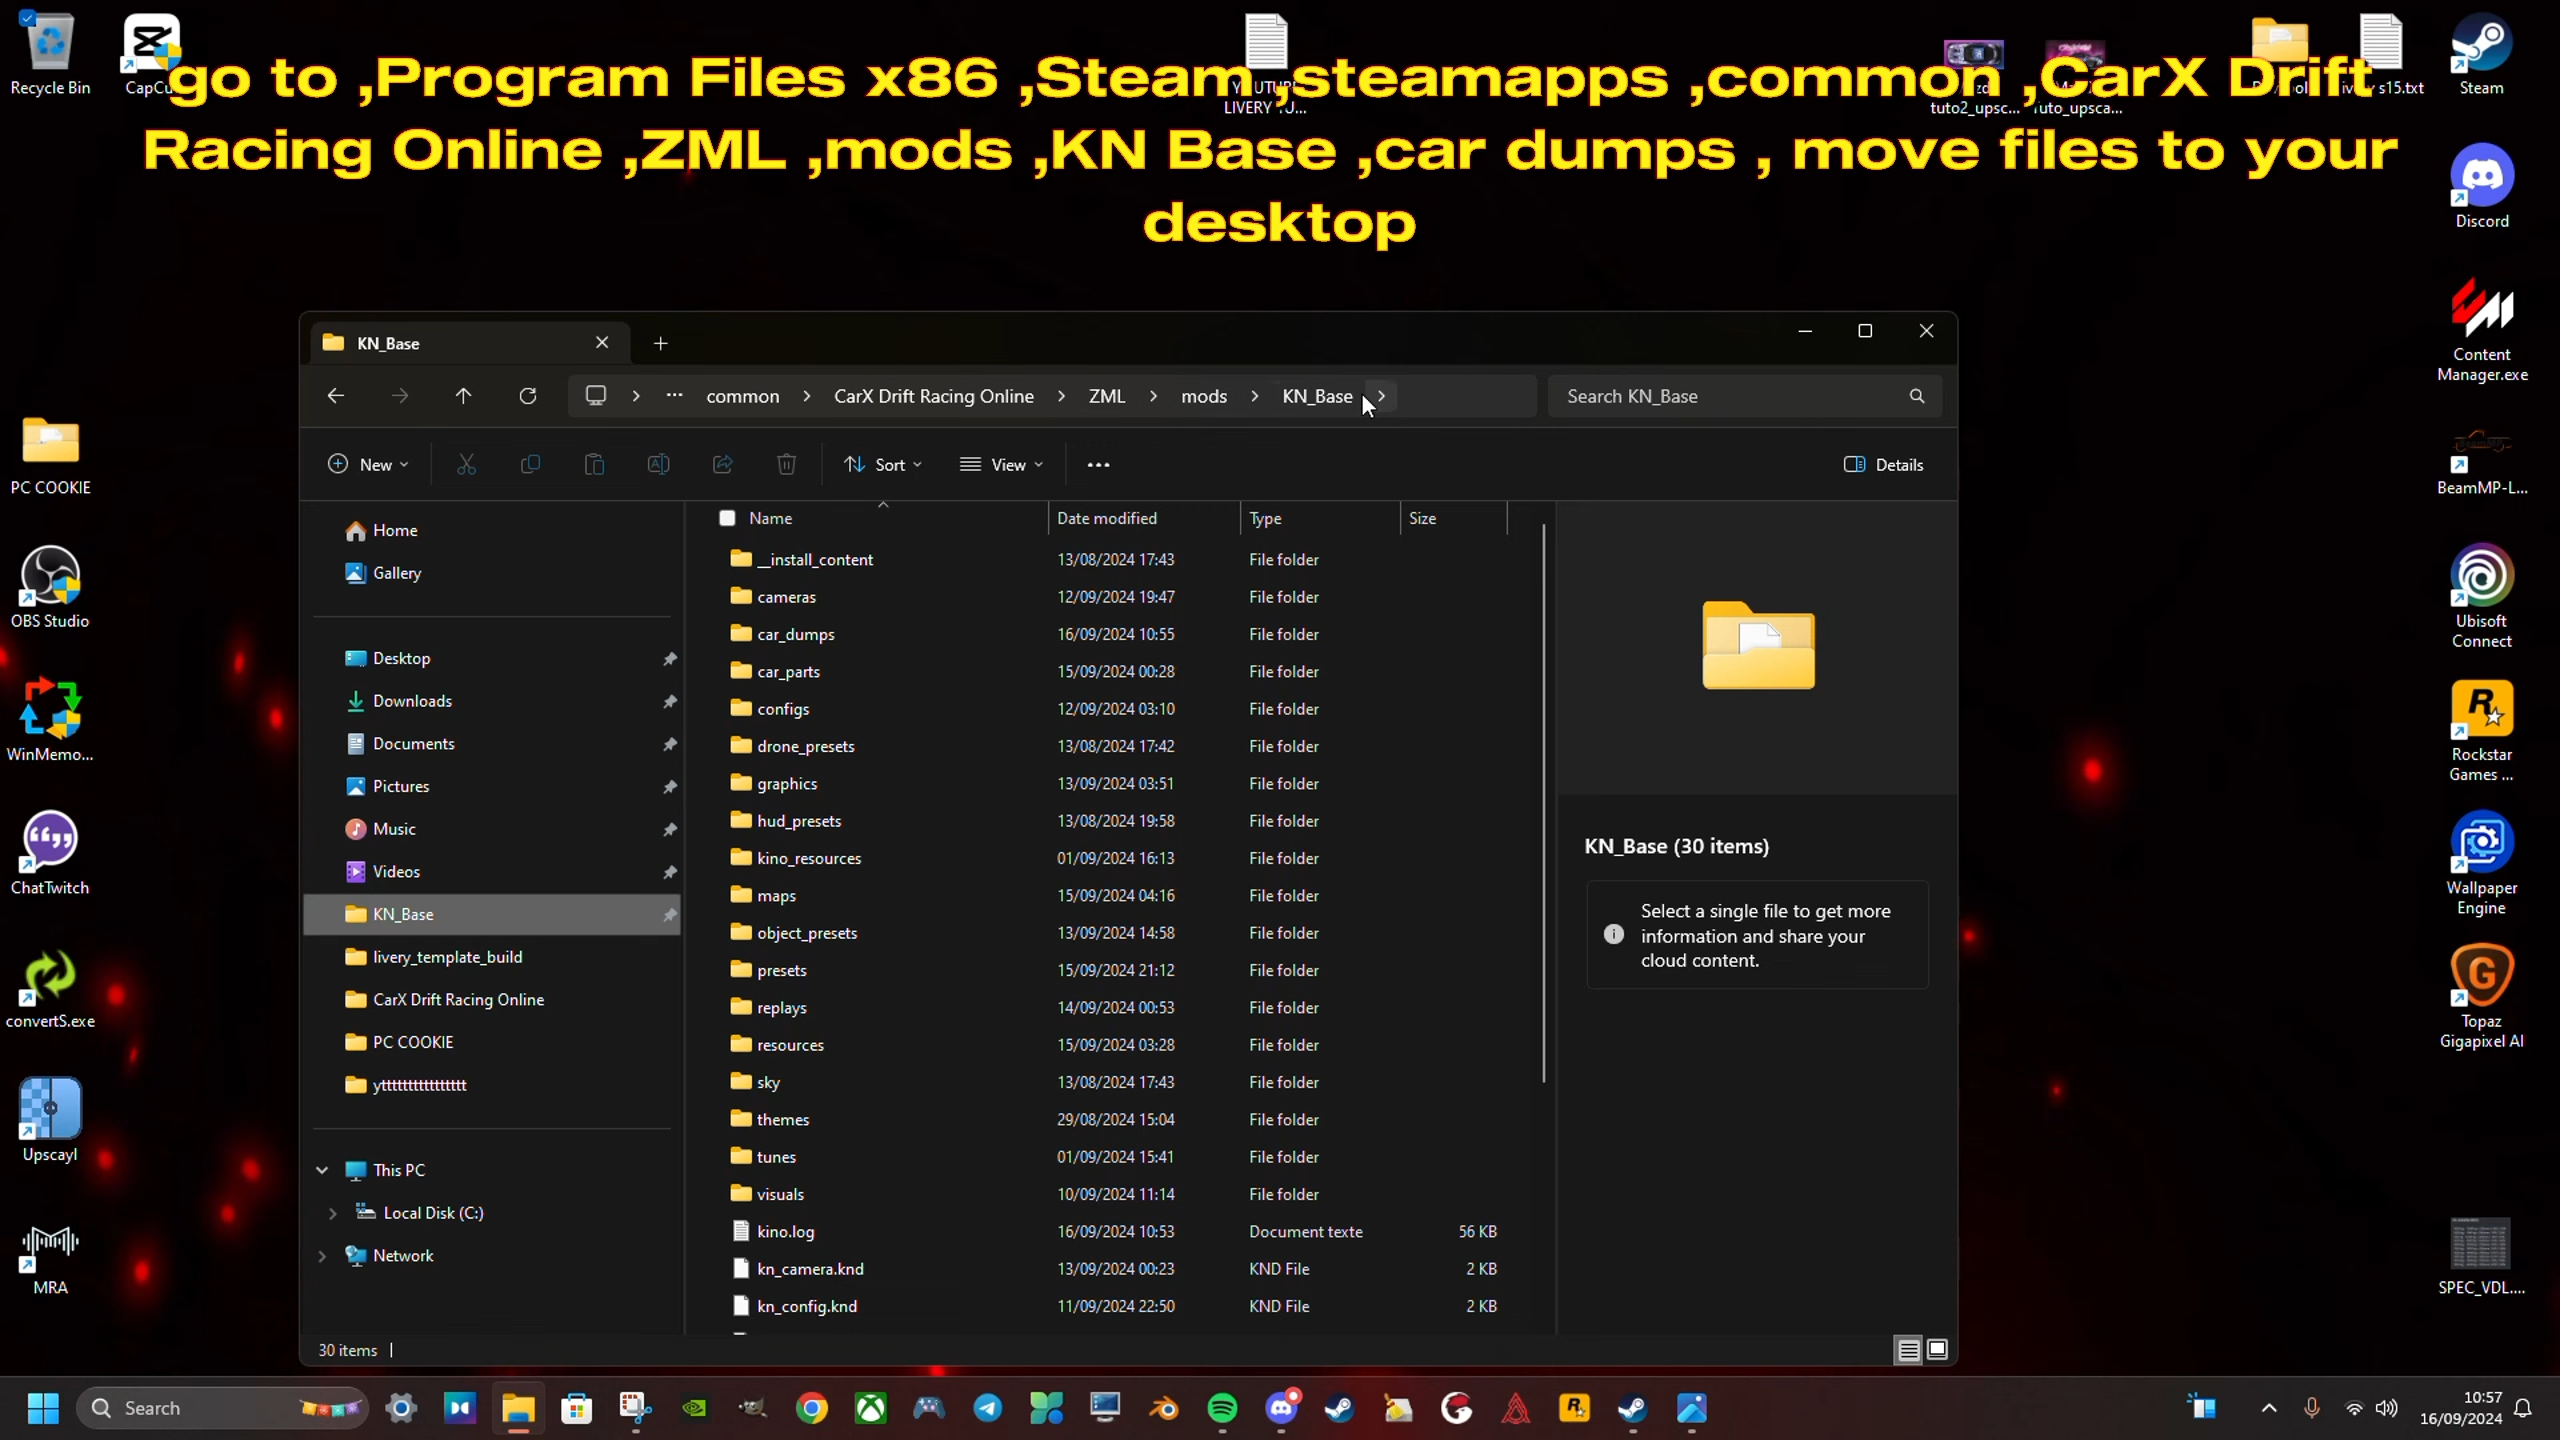 go to ,Program Files x86 ,Steam ,steamapps ,common ,CarX Drift
Racing Online ,ZML ,mods ,KN Base ,car dumps , move files to your
desktop
Recycle Bin
LIVERY TU...
tuto2_upsc...
Tuto_upsca...
s15.txt
Steam
Discord
Content
Manager.exe
BeamMP-L...
Ubisoft
Connect
Rockstar
Games ...
Wallpaper
Engine
Topaz
Gigapixel AI
SPEC_VDL....
PC COOKIE
OBS Studio
WinMemo...
ChatTwitch
convertS.exe
Upscayl
MRA
KN_Base
common > CarX Drift Racing Online > ZML > mods > KN_Base >
Search KN_Base
New
Sort
View
Details
Home
Gallery
Desktop
Downloads
Documents
Pictures
Music
Videos
KN_Base
livery_template_build
CarX Drift Racing Online
PC COOKIE
This PC
Local Disk (C:)
Network
Name Date modified Type Size
__install_content 13/08/2024 17:43 File folder
cameras 12/09/2024 19:47 File folder
car_dumps 16/09/2024 10:55 File folder
car_parts 15/09/2024 00:28 File folder
configs 12/09/2024 03:10 File folder
drone_presets 13/08/2024 17:42 File folder
graphics 13/09/2024 03:51 File folder
hud_presets 13/08/2024 19:58 File folder
kino_resources 01/09/2024 16:13 File folder
maps 15/09/2024 04:16 File folder
object_presets 13/09/2024 14:58 File folder
presets 15/09/2024 21:12 File folder
replays 14/09/2024 00:53 File folder
resources 15/09/2024 03:28 File folder
sky 13/08/2024 17:43 File folder
themes 29/08/2024 15:04 File folder
tunes 01/09/2024 15:41 File folder
visuals 10/09/2024 11:14 File folder
kino.log 16/09/2024 10:53 Document texte 56 KB
kn_camera.knd 13/09/2024 00:23 KND File 2 KB
kn_config.knd 11/09/2024 22:50 KND File 2 KB
KN_Base (30 items)
Select a single file to get more
information and share your
cloud content.
30 items
Search
10:57
16/09/2024